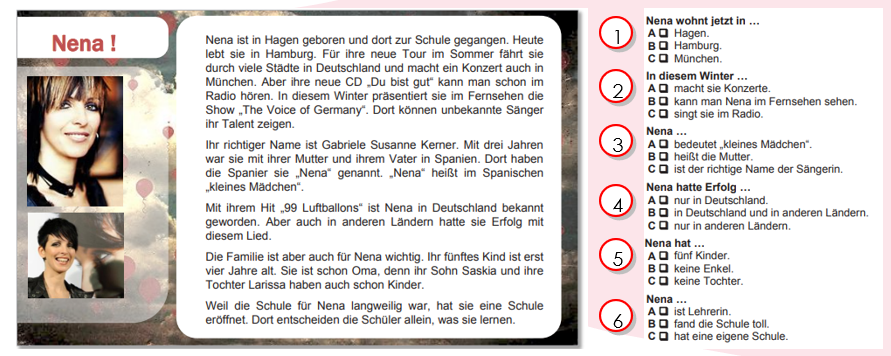 Nena !
Nena ist in Hagen geboren und dort zur Schule gegangen. Heute
lebt sie in Hamburg. Für ihre neue Tour im Sommer fährt sie
durch viele Städte in Deutschland und macht ein Konzert auch in
München. Aber ihre neue CD „Du bist gut“ kann man schon im
Radio hören. In diesem Winter präsentiert sie im Fernsehen die
Show „The Voice of Germany“. Dort können unbekannte Sänger
ihr Talent zeigen.
Ihr richtiger Name ist Gabriele Susanne Kerner. Mit drei Jahren
war sie mit ihrer Mutter und ihrem Vater in Spanien. Dort haben
die Spanier sie „Nena“ genannt. „Nena“ heißt im Spanischen
„kleines Mädchen“.
Mit ihrem Hit „99 Luftballons“ ist Nena in Deutschland bekannt
geworden. Aber auch in anderen Ländern hatte sie Erfolg mit
diesem Lied.
Die Familie ist aber auch für Nena wichtig. Ihr fünftes Kind ist erst
vier Jahre alt. Sie ist schon Oma, denn ihr Sohn Saskia und ihre
Tochter Larissa haben auch schon Kinder.
Weil die Schule für Nena langweilig war, hat sie eine Schule
eröffnet. Dort entscheiden die Schüler allein, was sie lernen.
1
Nena wohnt jetzt in …
A Hagen.
B Hamburg.
C München.
2
In diesem Winter …
A macht sie Konzerte.
B kann man Nena im Fernsehen sehen.
C singt sie im Radio.
3
Nena …
A bedeutet „kleines Mädchen“.
B heißt die Mutter.
C ist der richtige Name der Sängerin.
4
Nena hatte Erfolg …
A nur in Deutschland.
B in Deutschland und in anderen Ländern.
C nur in anderen Ländern.
5
Nena hat …
A fünf Kinder.
B keine Enkel.
C keine Tochter.
6
Nena …
A ist Lehrerin.
B fand die Schule toll.
C hat eine eigene Schule.